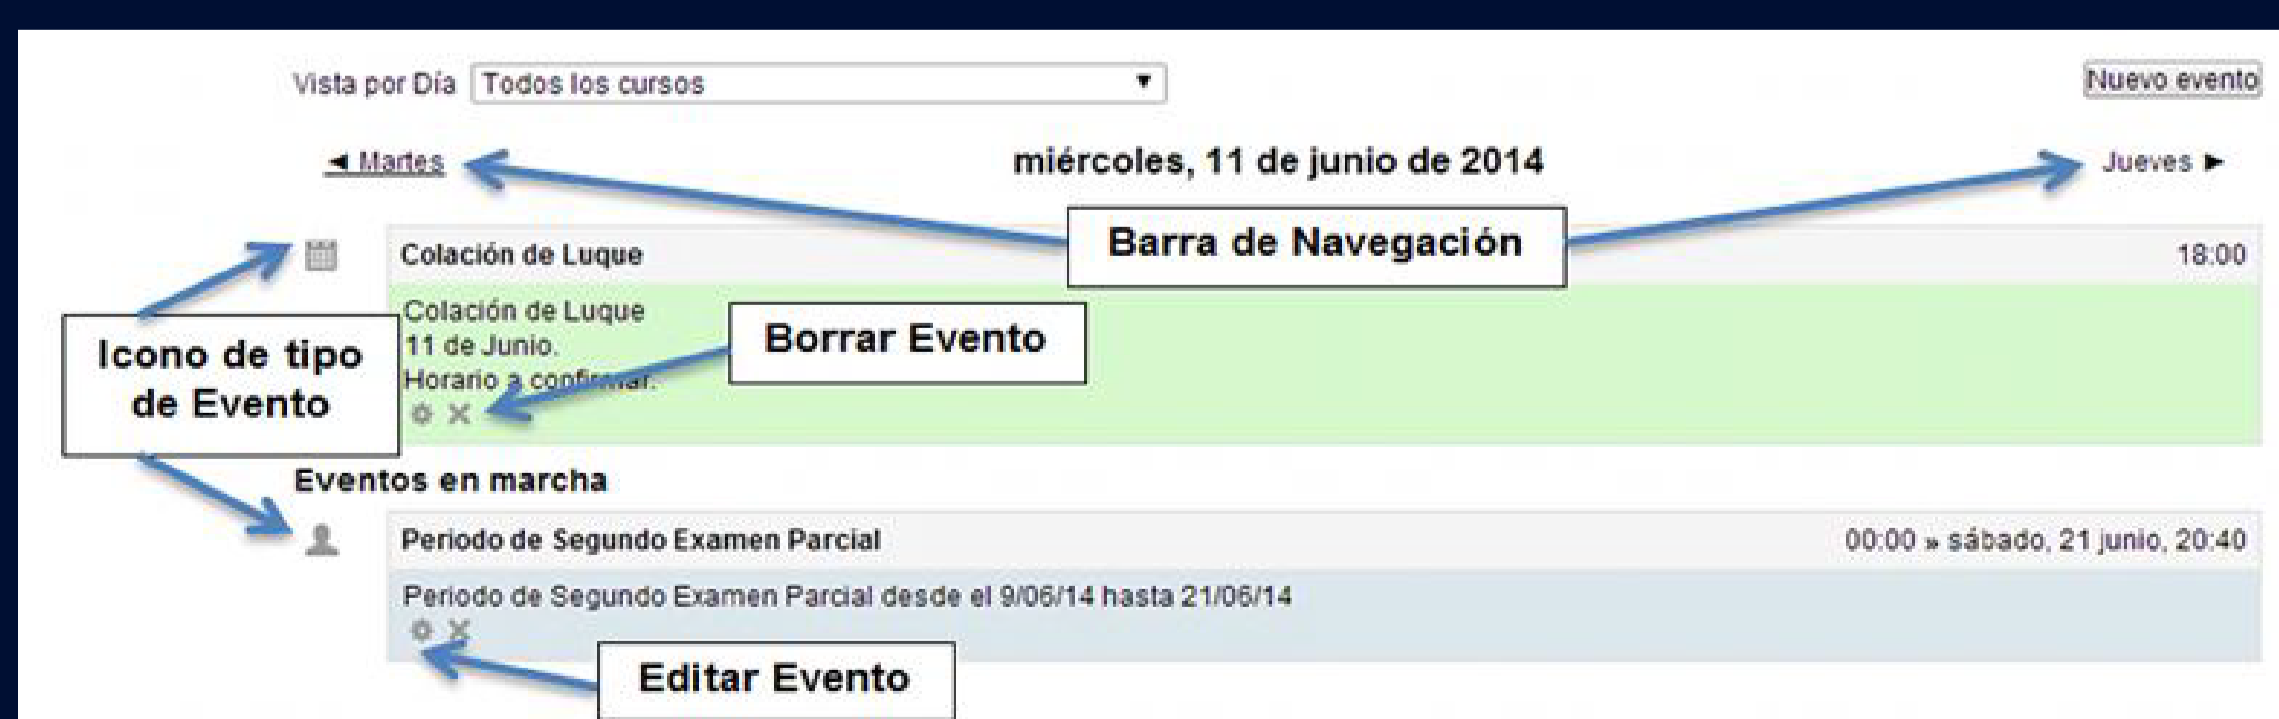 Vista por Día Todos los cursos ▼ Nuevo evento
◄ Martes miércoles, 11 de junio de 2014 Jueves ►
Barra de Navegación
Colación de Luque 18:00
Colación de Luque
11 de Junio.
Horario a confirmar.
Borrar Evento
Icono de tipo
de Evento
Eventos en marcha
Periodo de Segundo Examen Parcial 00:00 » sábado, 21 junio, 20:40
Periodo de Segundo Examen Parcial desde el 9/06/14 hasta 21/06/14
Editar Evento